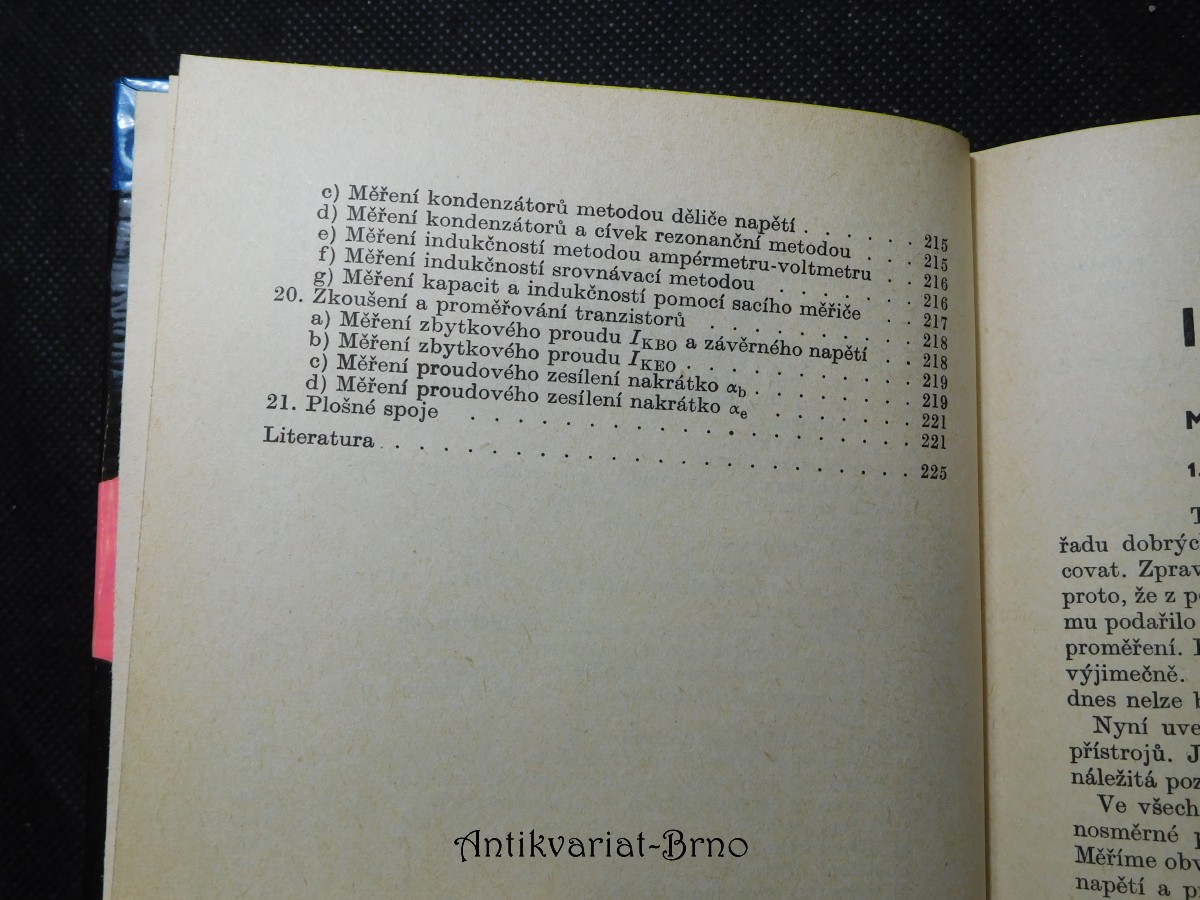 c) Měření kondenzátorů metodou děliče napětí . . . . . . 215
d) Měření kondenzátorů a cívek rezonanční metodou . . . 215
e) Měření indukčností metodou ampérmetru-voltmetru . . 216
f) Měření indukčností srovnávací metodou . . . . . . . 216
g) Měření kapacit a indukčností pomocí sacího měřiče . . 217
20. Zkoušení a proměřování tranzistorů . . . . . . . . . 218
a) Měření zbytkového proudu I_KBO a závěrného napětí . . 218
b) Měření zbytkového proudu I_KEO . . . . . . . . . . 219
c) Měření proudového zesílení nakrátko α_b . . . . . . . 219
d) Měření proudového zesílení nakrátko α_e . . . . . . . 221
21. Plošné spoje . . . . . . . . . . . . . . . . . . . 221
Literatura . . . . . . . . . . . . . . . . . . . . . . 225
1.
řadu dobrýc
covat. Zprav
proto, že z p
mu podařilo
proměření.
výjimečně.
dnes nelze
Nyní uve
přístrojů. J
náležitá poz
Ve všech
nosměrné p
Měříme obv
napětí a p
Antikvariat-Brno